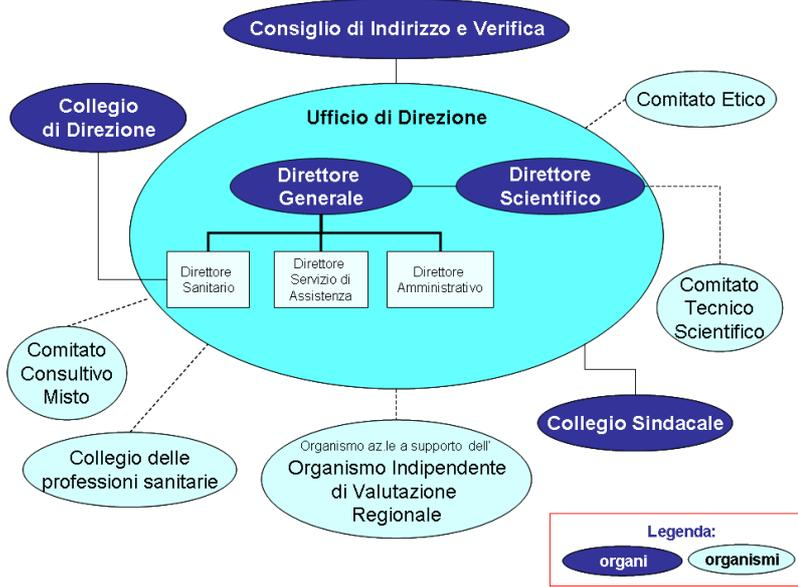 Consiglio di Indirizzo e Verifica
Collegio
di Direzione
Comitato Etico
Ufficio di Direzione
Direttore
Generale
Direttore
Scientifico
Direttore
Sanitario
Direttore
Servizio di
Assistenza
Direttore
Amministrativo
Comitato
Tecnico
Scientifico
Comitato
Consultivo
Misto
Collegio Sindacale
Collegio delle
professioni sanitarie
Organismo az.le a supporto dell'
Organismo Indipendente
di Valutazione
Regionale
Legenda:
organi
organismi